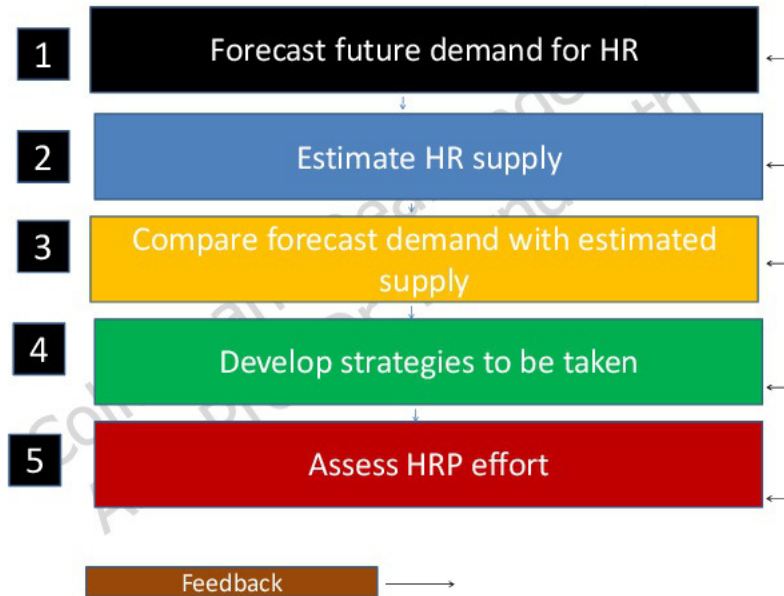 1
Forecast future demand for HR
2
Estimate HR supply
3
Compare forecast demand with estimated
supply
4
Develop strategies to be taken
5
Assess HRP effort
Feedback